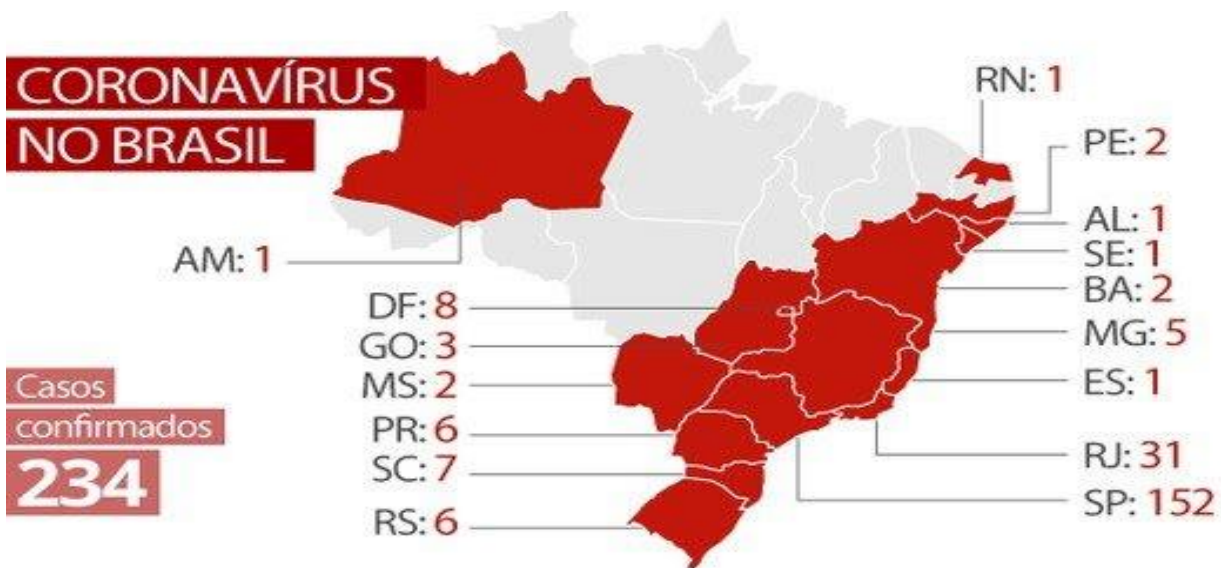 CORONAVÍRUS
NO BRASIL
AM: 1
DF: 8
GO: 3
MS: 2
PR: 6
SC: 7
RS: 6
Casos
confirmados
234
RN: 1
PE: 2
AL: 1
SE: 1
BA: 2
MG: 5
ES: 1
RJ: 31
SP: 152